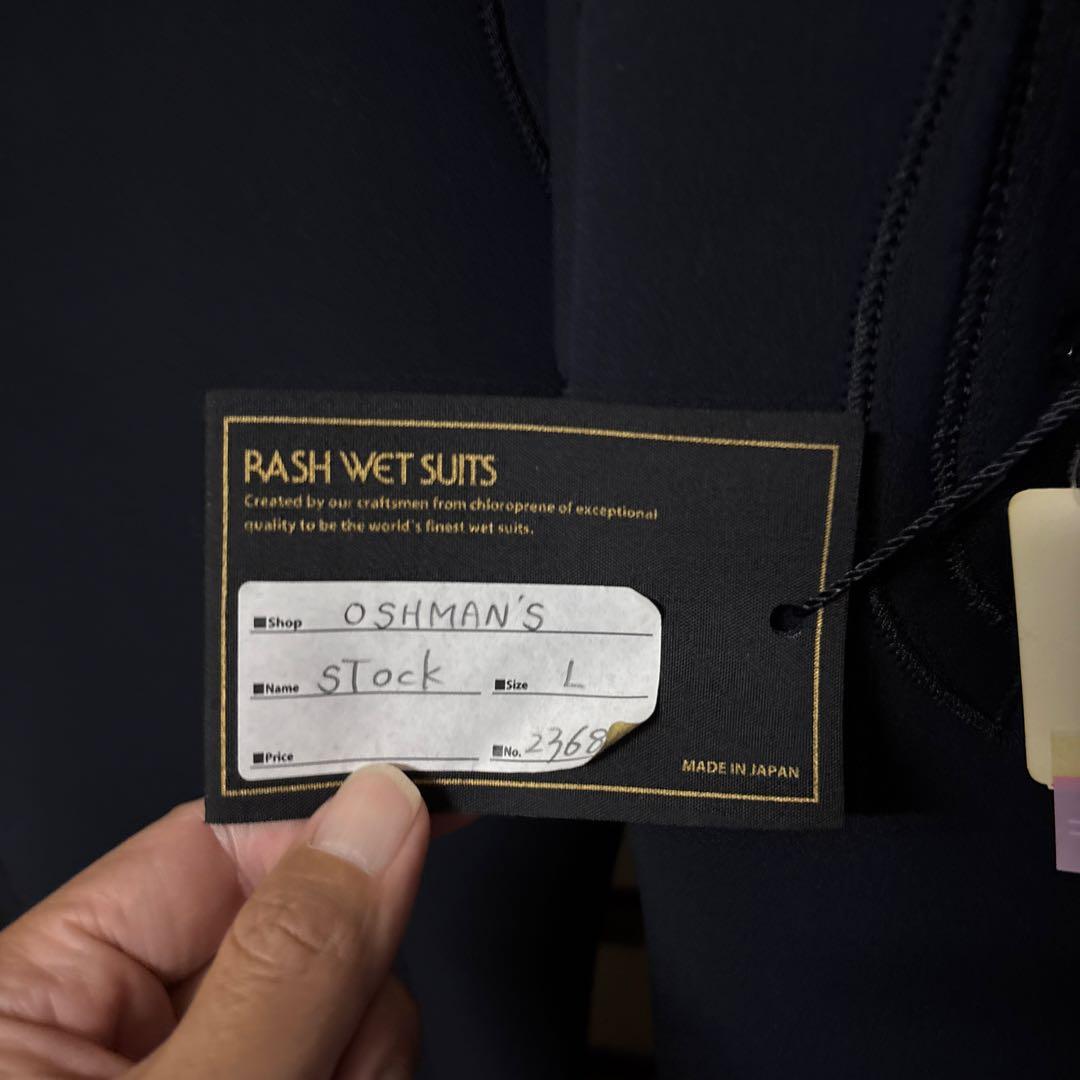 RASH WET SUITS
Created by our craftsmen from chloroprene of exceptional
quality to be the world's finest wet suits.
■Shop OSHMAN'S
■Name STock ■Size L
■Price ■No. 2368
MADE IN JAPAN